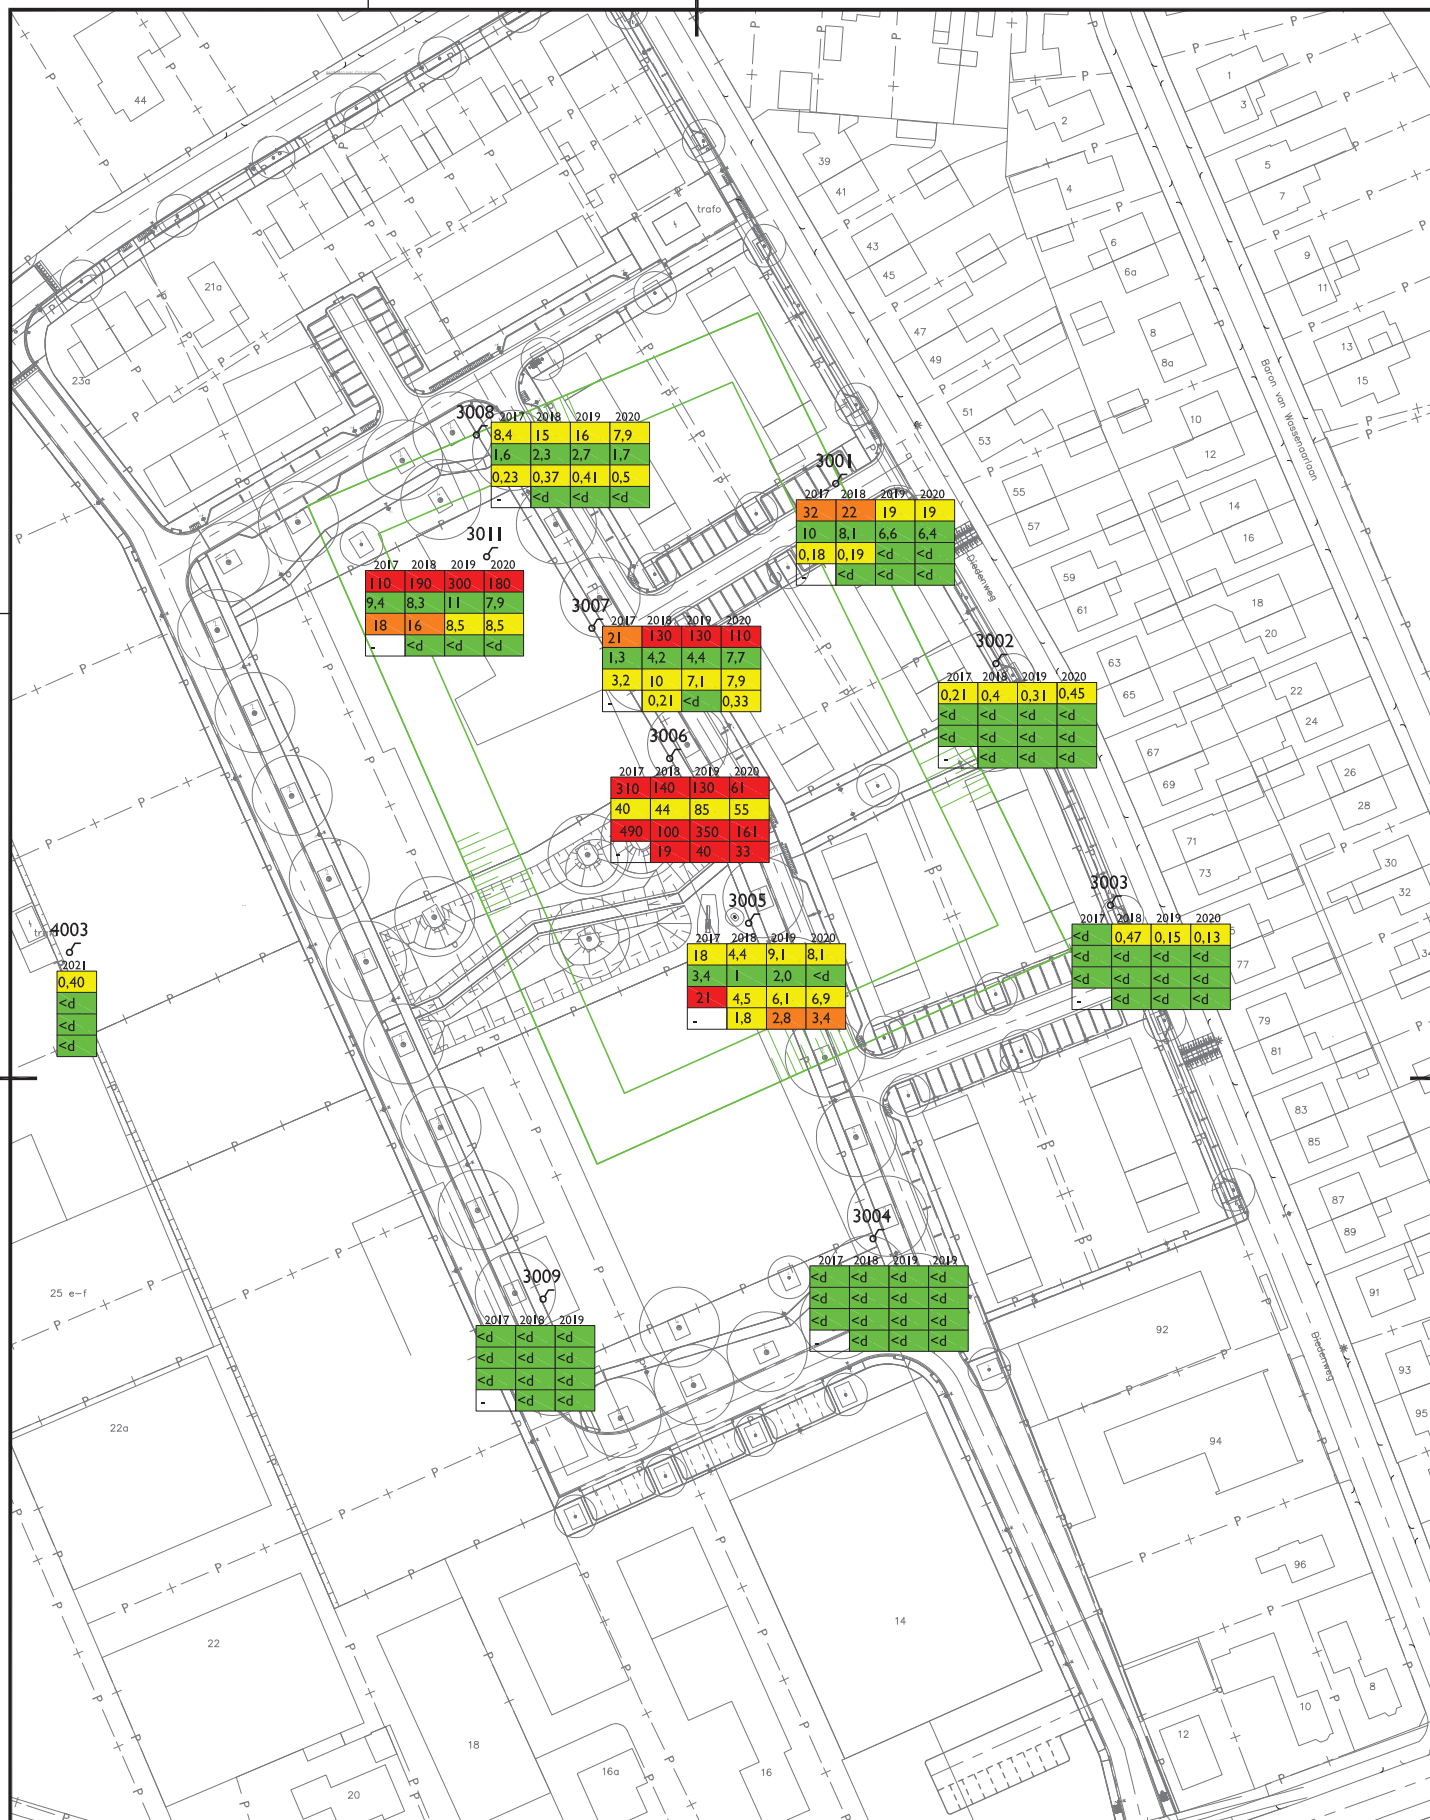 44
21a
23a
trafo
39
41
43
45
47
49
51
53
55
57
59
61
63
65
67
69
71
73
77
79
81
83
85
87
89
91
93
95
1
3
2
4
5
7
6
6a
9
11
8
8a
13
15
10
12
14
16
18
20
22
24
26
28
30
32
34
Baron van Wassenaarlaan
Diedenweg
3008
2017 2018 2019 2020
8,4 15 16 7,9
1,6 2,3 2,7 1,7
0,23 0,37 0,41 0,5
- <d <d <d
3001
2017 2018 2019 2020
32 22 19 19
10 8,1 6,6 6,4
0,18 0,19 <d <d
- <d <d <d
3011
2017 2018 2019 2020
110 190 300 180
9,4 8,3 11 7,9
18 16 8,5 8,5
- <d <d <d
3007
2017 2018 2019 2020
21 130 130 110
1,3 4,2 4,4 7,7
3,2 10 7,1 7,9
- 0,21 <d 0,33
3002
2017 2018 2019 2020
0,21 0,4 0,31 0,45
<d <d <d <d
<d <d <d <d
- <d <d <d
3006
2017 2018 2019 2020
310 140 130 61
40 44 85 55
490 100 350 161
- 19 40 33
3003
2017 2018 2019 2020
<d 0,47 0,15 0,13
<d <d <d <d
<d <d <d <d
- <d <d <d
3005
2017 2018 2019 2020
18 4,4 9,1 8,1
3,4 1 2,0 <d
21 4,5 6,1 6,9
- 1,8 2,8 3,4
4003
2021
0,40
<d
<d
<d
3004
2017 2018 2019 2019
<d <d <d <d
<d <d <d <d
<d <d <d <d
- <d <d <d
3009
2017 2018 2019
<d <d <d
<d <d <d
<d <d <d
- <d <d
25 e-f
22a
22
18
20
16a
16
14
92
94
96
Diedenweg
12
10
8